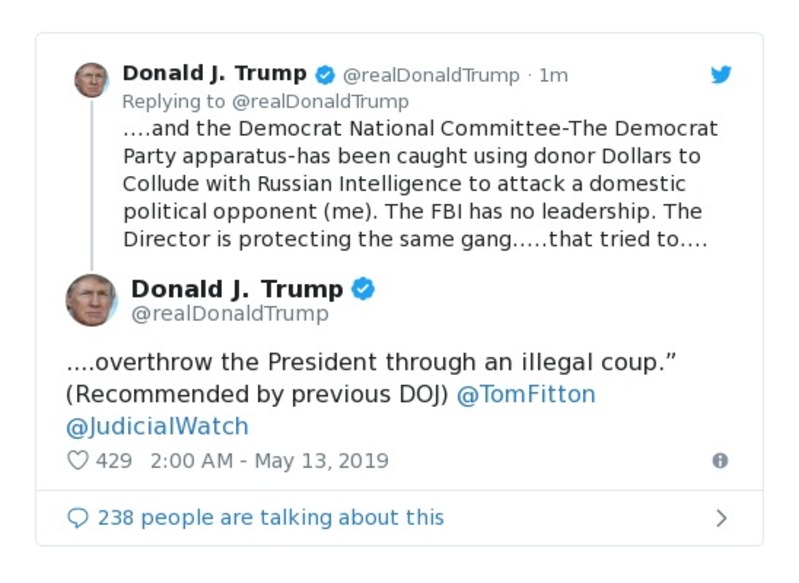 Donald J. Trump @realDonaldTrump · 1m
Replying to @realDonaldTrump
....and the Democrat National Committee-The Democrat
Party apparatus-has been caught using donor Dollars to
Collude with Russian Intelligence to attack a domestic
political opponent (me). The FBI has no leadership. The
Director is protecting the same gang.....that tried to....
Donald J. Trump
@realDonaldTrump
....overthrow the President through an illegal coup.”
(Recommended by previous DOJ) @TomFitton
@JudicialWatch
429 2:00 AM - May 13, 2019
238 people are talking about this